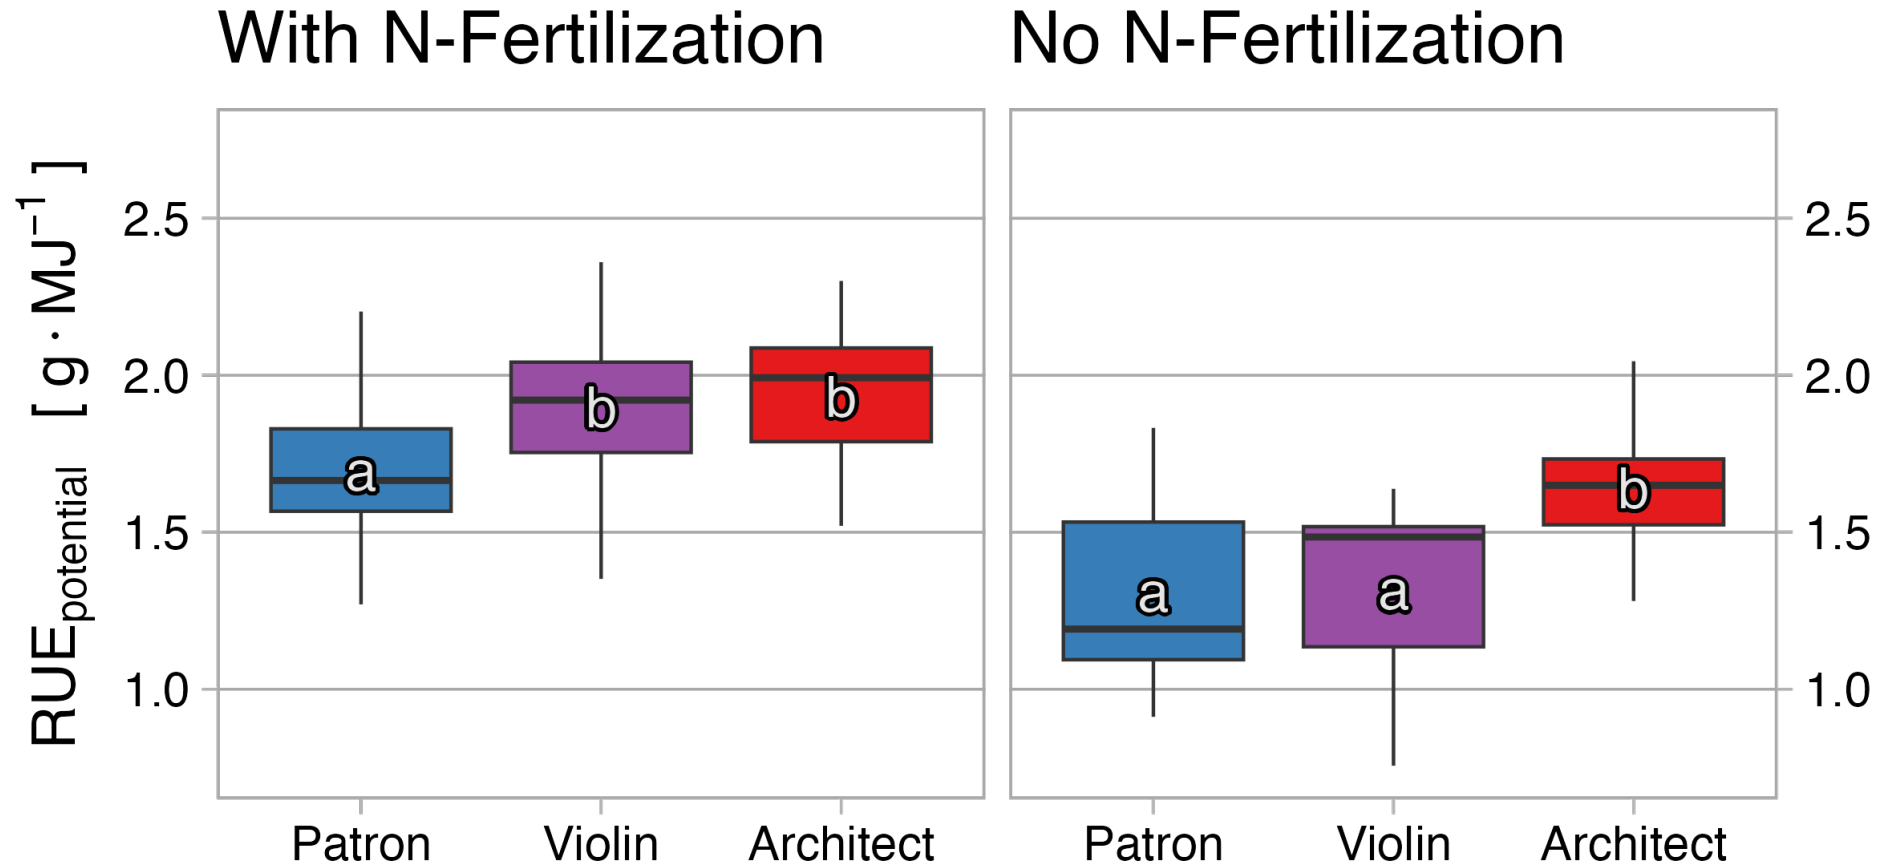 With N-Fertilization
No N-Fertilization
RUEpotential [ g · MJ−1 ]
2.5
2.0
1.5
1.0
a
b
b
a
a
b
2.5
2.0
1.5
1.0
Patron
Violin
Architect
Patron
Violin
Architect